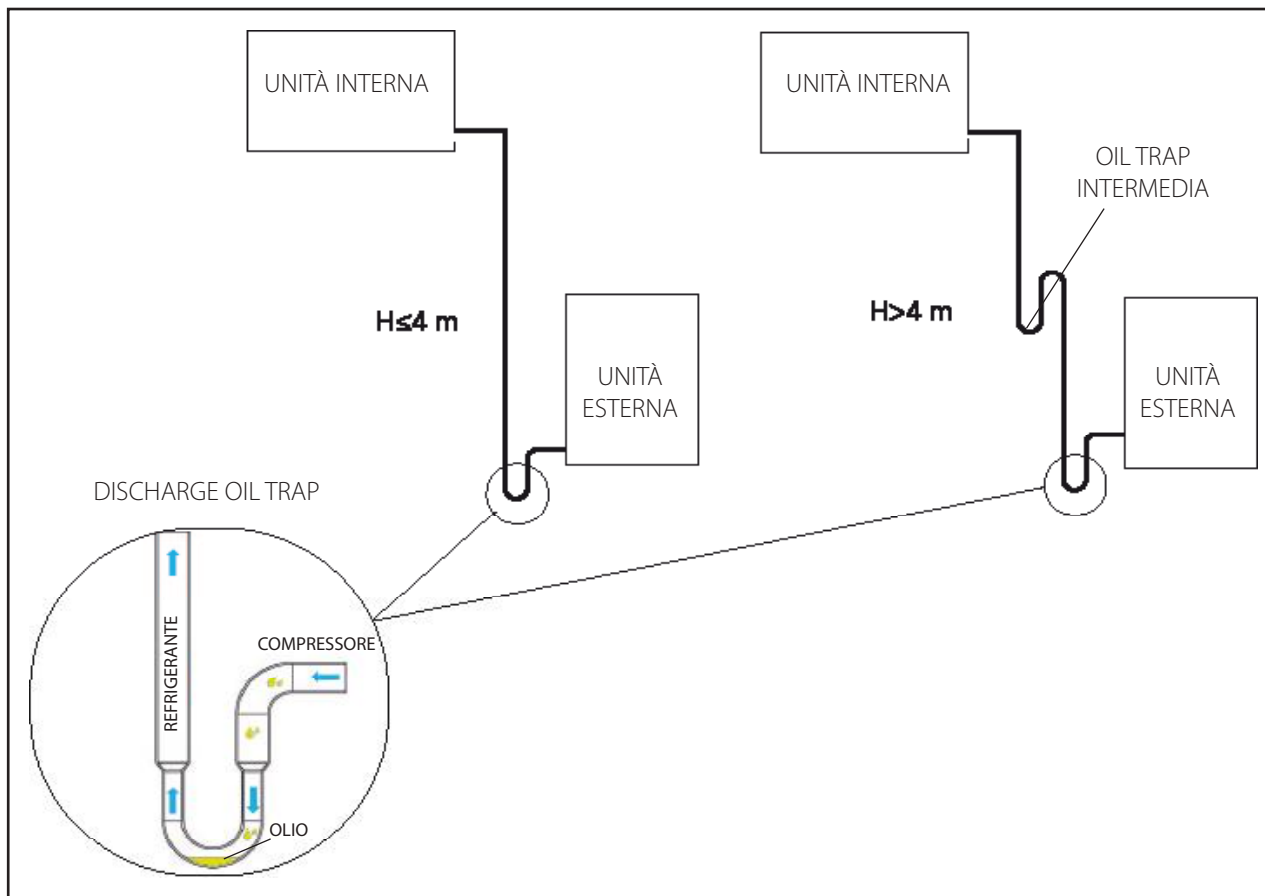 UNITÀ INTERNA
UNITÀ INTERNA
OIL TRAP
INTERMEDIA
H≤4 m
H>4 m
UNITÀ
ESTERNA
UNITÀ
ESTERNA
DISCHARGE OIL TRAP
REFRIGERANTE
COMPRESSORE
OLIO